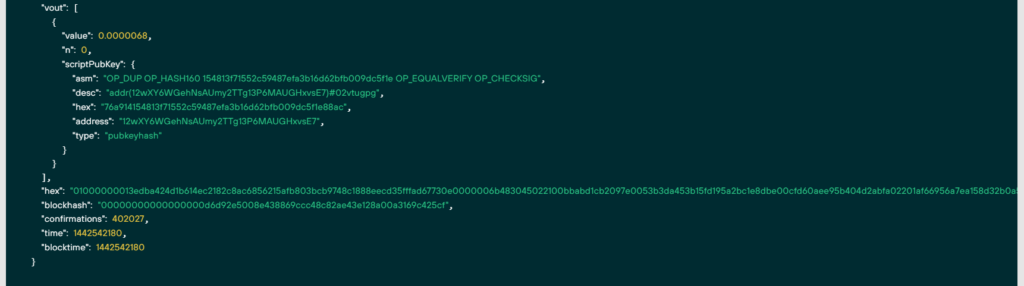 "vout": [
{
"value": 0.0000068,
"n": 0,
"scriptPubKey": {
"asm": "OP_DUP OP_HASH160 154813f71552c59487efa3b16d62bfb009dc5f1e OP_EQUALVERIFY OP_CHECKSIG",
"desc": "addr(12wXY6WGehNsAUmy2TTg13P6MAUGHxvsE7)#02vtugpg",
"hex": "76a914154813f71552c59487efa3b16d62bfb009dc5f1e88ac",
"address": "12wXY6WGehNsAUmy2TTg13P6MAUGHxvsE7",
"type": "pubkeyhash"
}
}
],
"hex": "01000000013edba424d1b614ec2182c8ac6856215afb803bcb9748c1888eecd35fffad67730e0000006b483045022100bbabd1cb2097e0053b3da453b15fd195a2bc1e8dbe00cfd60aee95b404d2abfa02201af66956a7ea158d32b0a
"blockhash": "00000000000000000d6d92e5008e438869ccc48c82ae43e128a00a3169c425cf",
"confirmations": 402027,
"time": 1442542180,
"blocktime": 1442542180
}